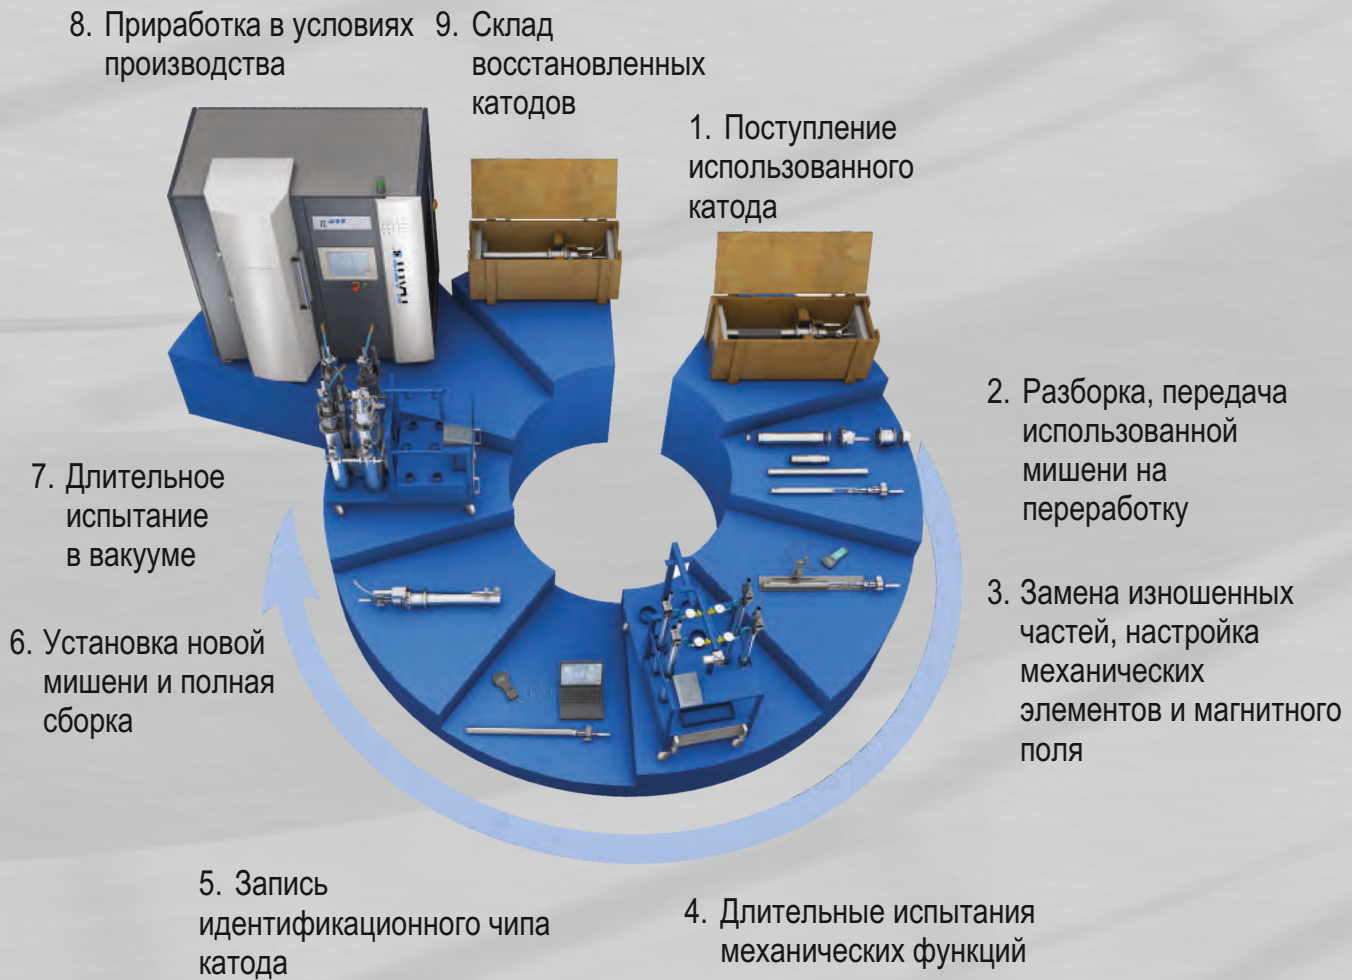 8. Приработка в условиях
производства
9. Склад
восстановленных
катодов
1. Поступление
использованного
катода
2. Разборка, передача
использованной
мишени на
переработку
3. Замена изношенных
частей, настройка
механических
элементов и магнитного
поля
7. Длительное
испытание
в вакууме
6. Установка новой
мишени и полная
сборка
5. Запись
идентификационного чипа
катода
4. Длительные испытания
механических функций